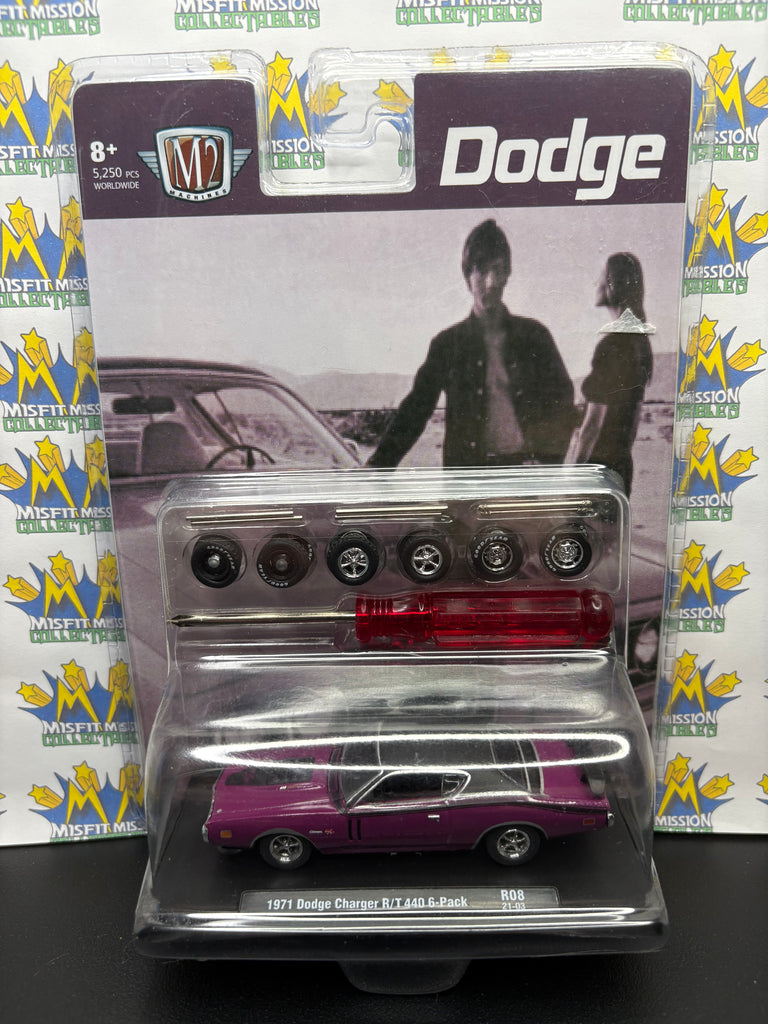 MISFIT MISSION
COLLECTABLES
8+
5,250 PCS
WORLDWIDE
M2
MACHINES
Dodge
1971 Dodge Charger R/T 440 6-Pack
R08
21-03